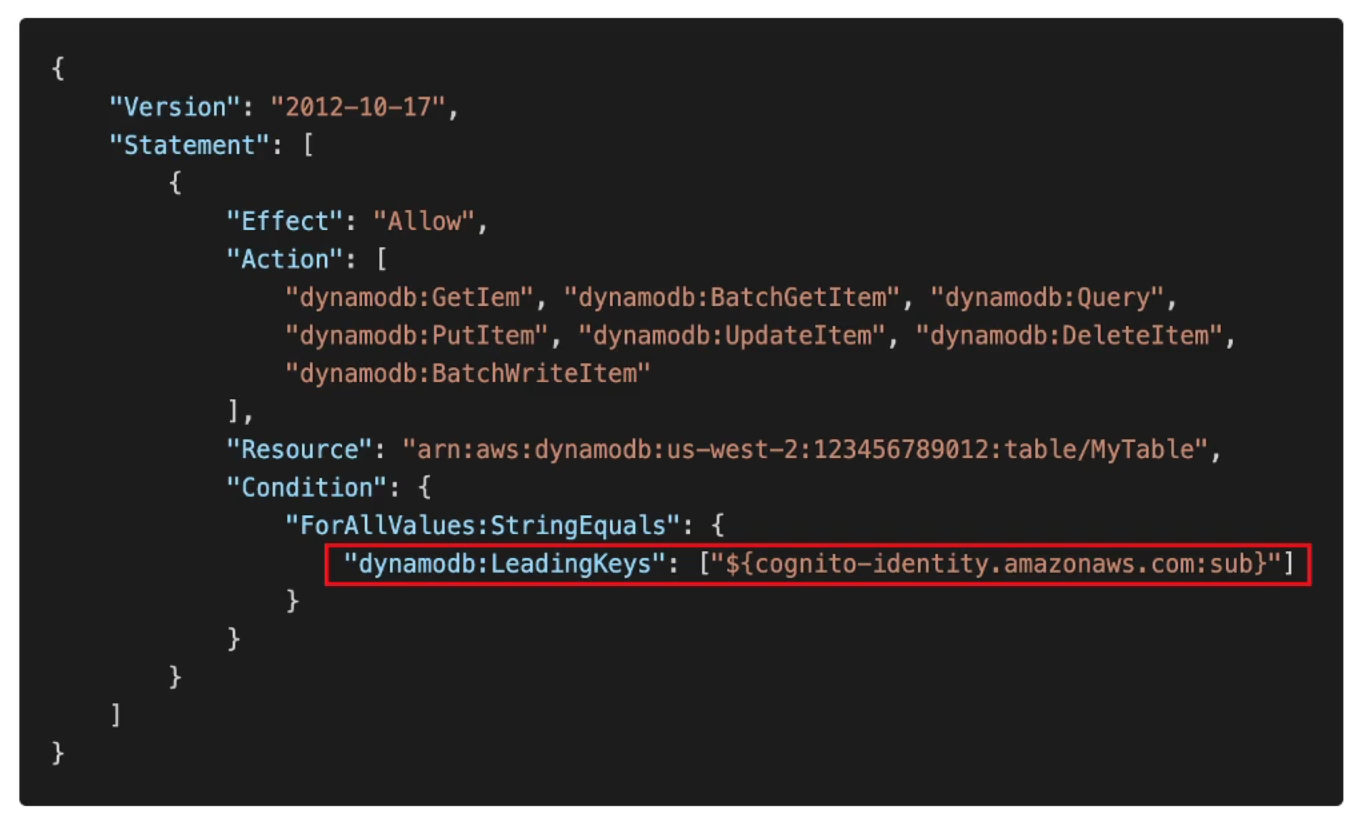 {
"Version": "2012-10-17",
"Statement": [
{
"Effect": "Allow",
"Action": [
"dynamodb:GetIem", "dynamodb:BatchGetItem", "dynamodb:Query",
"dynamodb:PutItem", "dynamodb:UpdateItem", "dynamodb:DeleteItem",
"dynamodb:BatchWriteItem"
],
"Resource": "arn:aws:dynamodb:us-west-2:123456789012:table/MyTable",
"Condition": {
"ForAllValues:StringEquals": {
"dynamodb:LeadingKeys": ["${cognito-identity.amazonaws.com:sub}"]
}
}
}
]
}